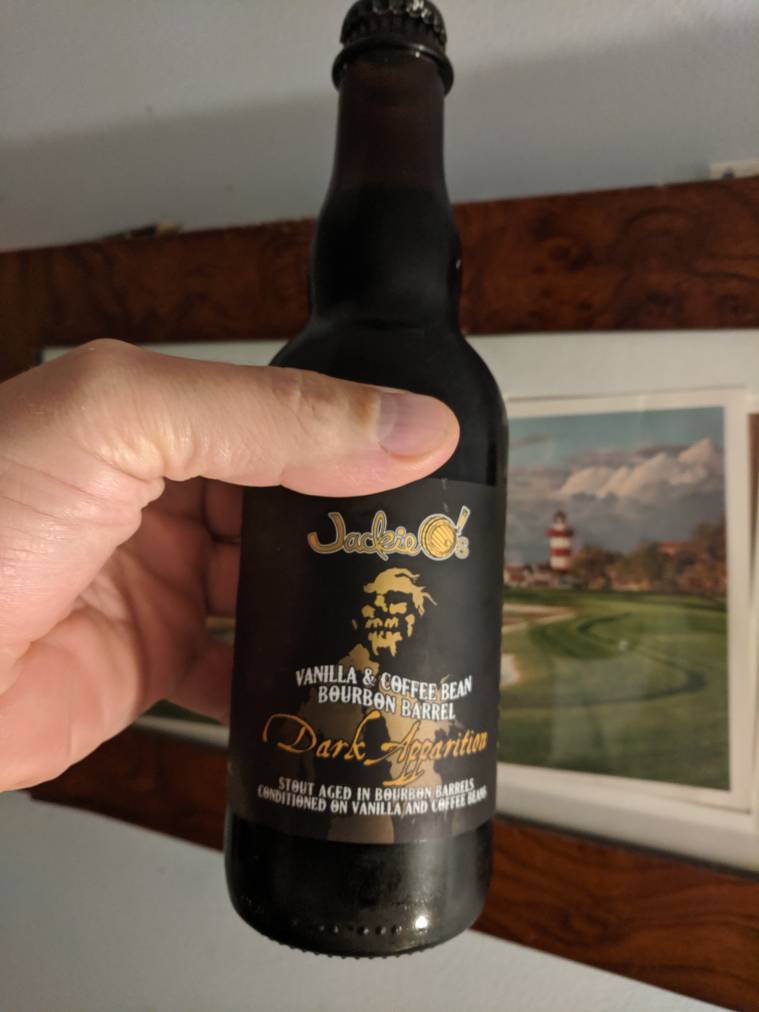 Jackie O's
VANILLA & COFFEE BEAN
BOURBON BARREL
Dark Apparition
STOUT AGED IN BOURBON BARRELS
CONDITIONED ON VANILLA AND COFFEE BEANS